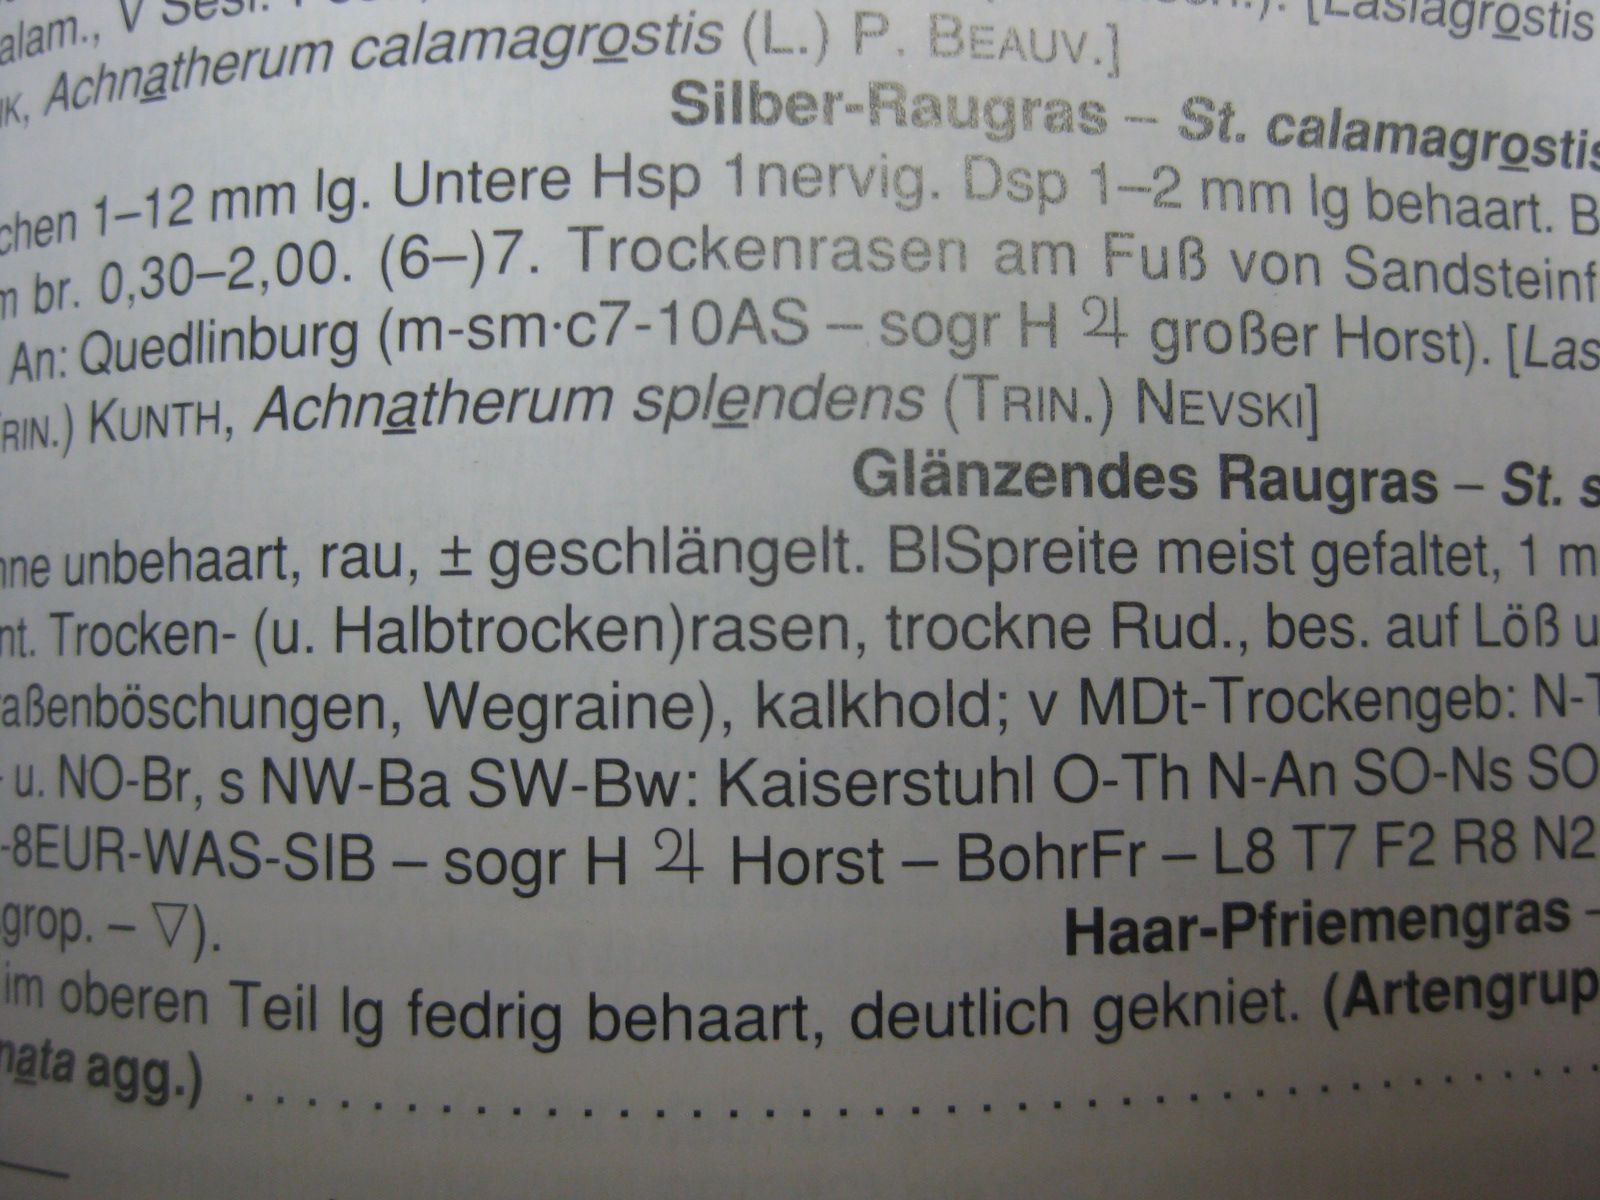 alam., V Sesl. [Lasiagrostis
Achnatherum calamagrostis (L.) P. BEAUV.]
Silber-Raugras – St. calamagrostis
chen 1–12 mm lg. Untere Hsp 1nervig. Dsp 1–2 mm lg behaart. B
m br. 0,30–2,00. (6–)7. Trockenrasen am Fuß von Sandsteinf
An: Quedlinburg (m-sm·c7-10AS – sogr H ♃ großer Horst). [Las
RIN.) KUNTH, Achnatherum splendens (TRIN.) NEVSKI]
Glänzendes Raugras – St. s
nne unbehaart, rau, ± geschlängelt. BlSpreite meist gefaltet, 1 m
nt. Trocken- (u. Halbtrocken)rasen, trockne Rud., bes. auf Löß u
aßenböschungen, Wegraine), kalkhold; v MDt-Trockengeb: N-T
u. NO-Br, s NW-Ba SW-Bw: Kaiserstuhl O-Th N-An SO-Ns SO
-8EUR-WAS-SIB – sogr H ♃ Horst – BohrFr – L8 T7 F2 R8 N2
grop. – ▽).
Haar-Pfriemengras –
im oberen Teil lg fedrig behaart, deutlich gekniet. (Artengrup
nata agg.) . . . . . . . . . . . . . . . . . . . . . . . . . . . . . . . . . . . . . . . .